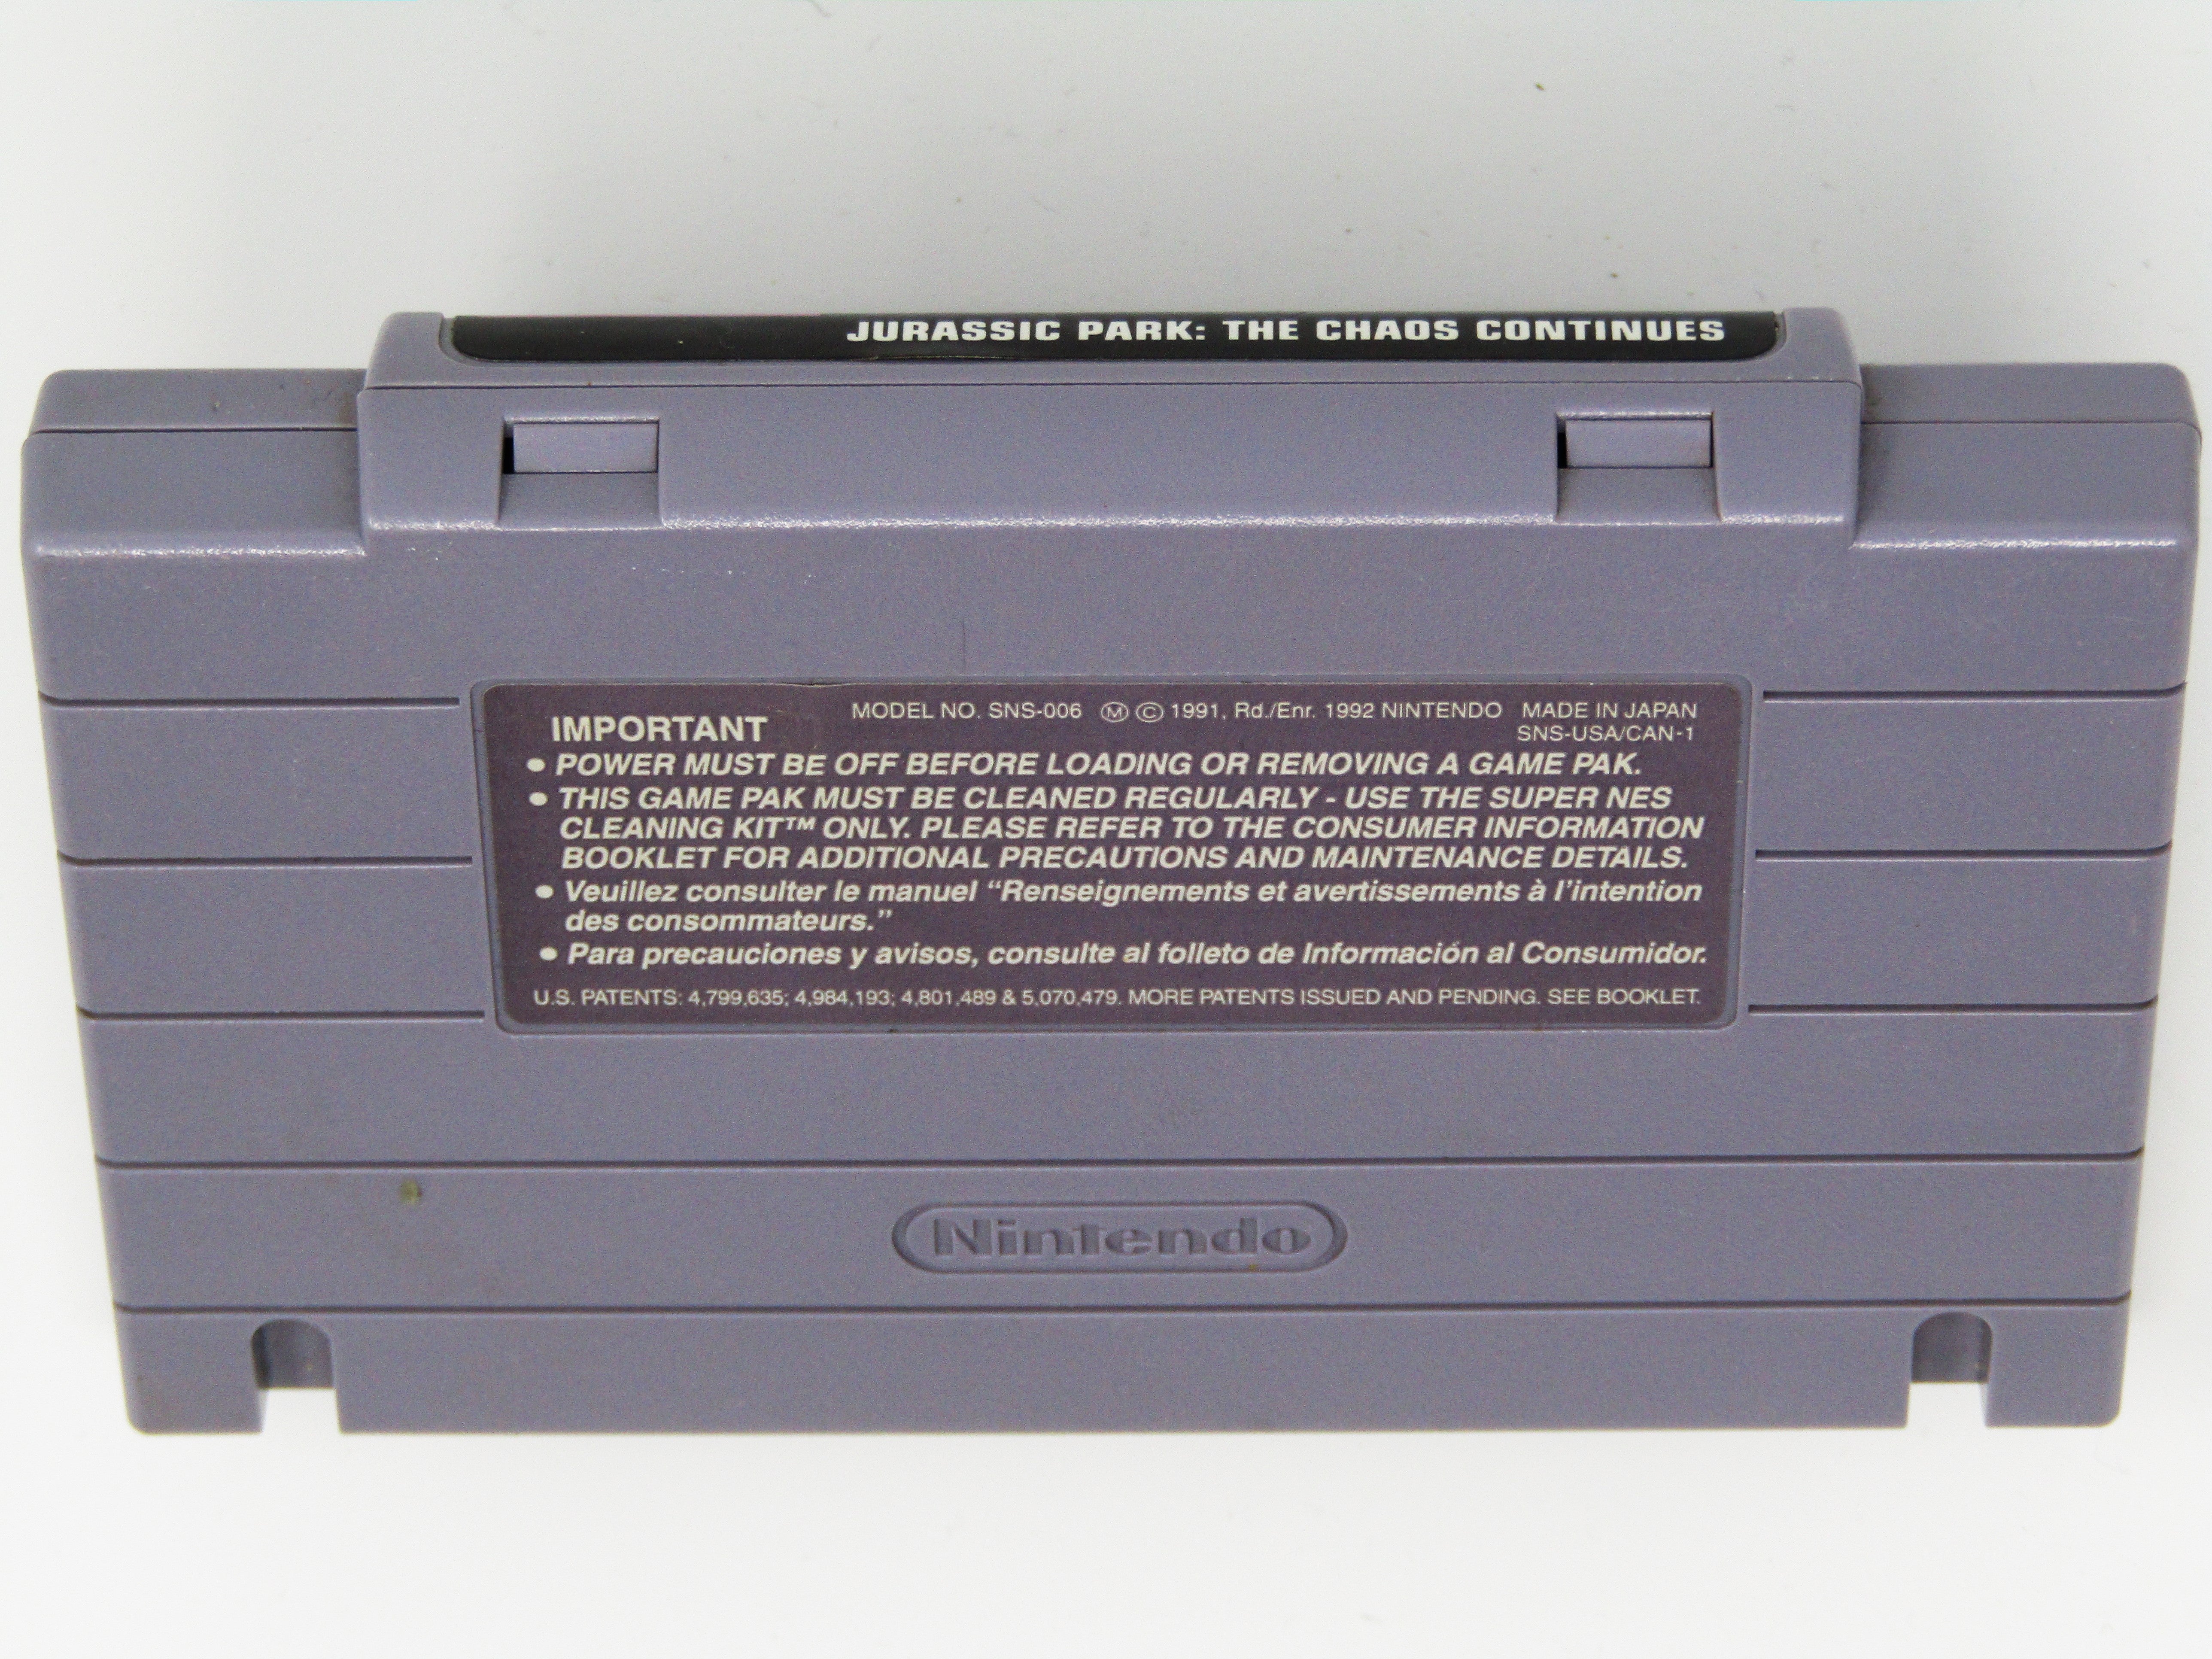 JURASSIC PARK: THE CHAOS CONTINUES
IMPORTANT MODEL NO. SNS-006 Ⓜ © 1991, Rd./Enr. 1992 NINTENDO MADE IN JAPAN
SNS-USA/CAN-1
• POWER MUST BE OFF BEFORE LOADING OR REMOVING A GAME PAK.
• THIS GAME PAK MUST BE CLEANED REGULARLY - USE THE SUPER NES
CLEANING KIT™ ONLY. PLEASE REFER TO THE CONSUMER INFORMATION
BOOKLET FOR ADDITIONAL PRECAUTIONS AND MAINTENANCE DETAILS.
• Veuillez consulter le manuel “Renseignements et avertissements à l’intention
des consommateurs.”
• Para precauciones y avisos, consulte al folleto de Información al Consumidor.
U.S. PATENTS: 4,799,635; 4,984,193; 4,801,489 & 5,070,479. MORE PATENTS ISSUED AND PENDING. SEE BOOKLET.
Nintendo